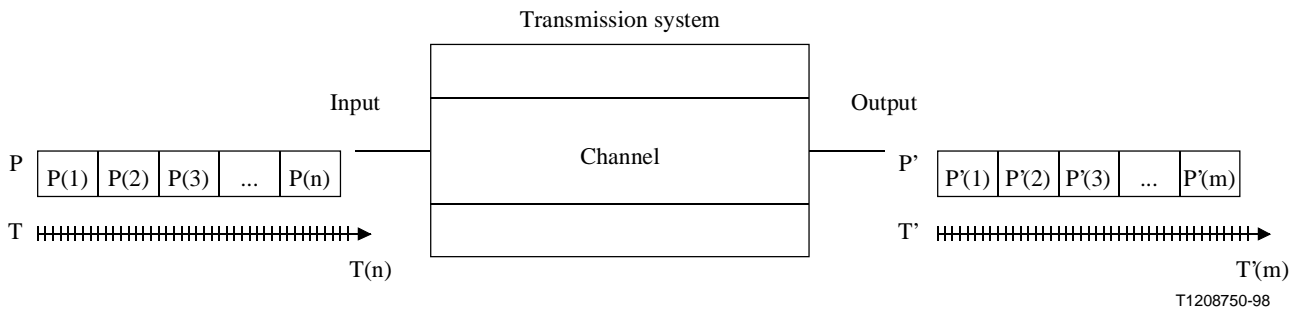 Transmission system
Input
Output
Channel
P
P(1) P(2) P(3) ... P(n)
P'
P'(1) P'(2) P'(3) ... P'(m)
T
T(n)
T'
T'(m)
T1208750-98